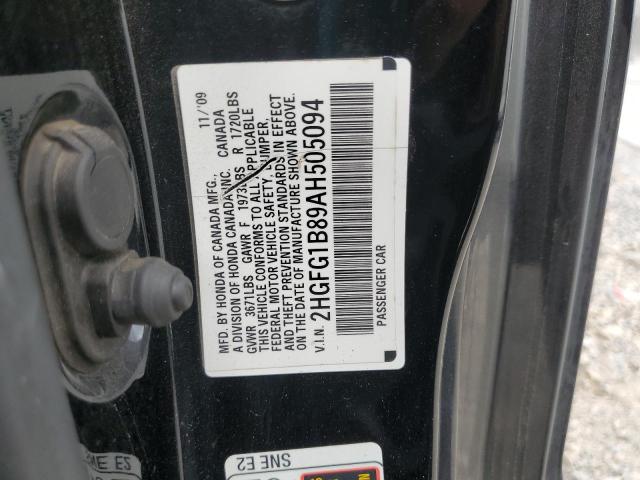 MFD. BY HONDA OF CANADA MFG., CANADA 11/'09
A DIVISION OF HONDA CANADA INC.
GVWR 3671LBS GAWR F 1973LBS R 1720LBS
THIS VEHICLE CONFORMS TO ALL APPLICABLE
FEDERAL MOTOR VEHICLE SAFETY, BUMPER,
AND THEFT PREVENTION STANDARDS IN EFFECT
ON THE DATE OF MANUFACTURE SHOWN ABOVE.
V.I.N. 2HGFG1B89AH505094
PASSENGER CAR
SNE E2